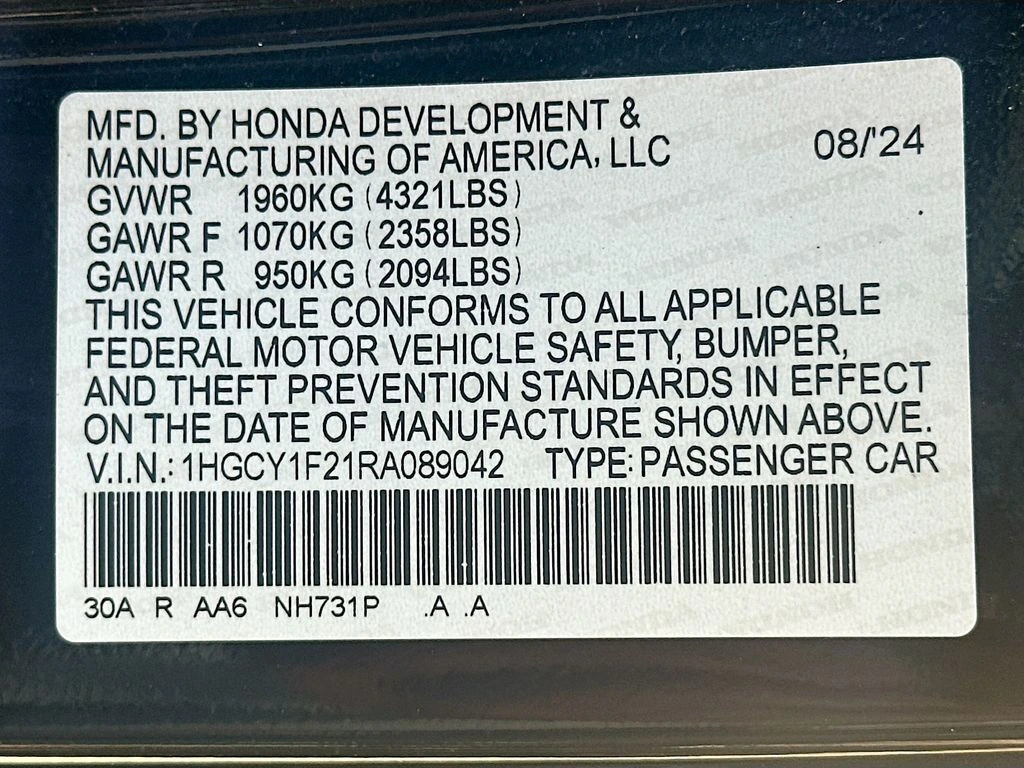 MFD. BY HONDA DEVELOPMENT &
MANUFACTURING OF AMERICA, LLC 08/'24
GVWR 1960KG (4321LBS)
GAWR F 1070KG (2358LBS)
GAWR R 950KG (2094LBS)
THIS VEHICLE CONFORMS TO ALL APPLICABLE
FEDERAL MOTOR VEHICLE SAFETY, BUMPER,
AND THEFT PREVENTION STANDARDS IN EFFECT
ON THE DATE OF MANUFACTURE SHOWN ABOVE.
V.I.N.: 1HGCY1F21RA089042 TYPE: PASSENGER CAR
30A R AA6 NH731P .A .A